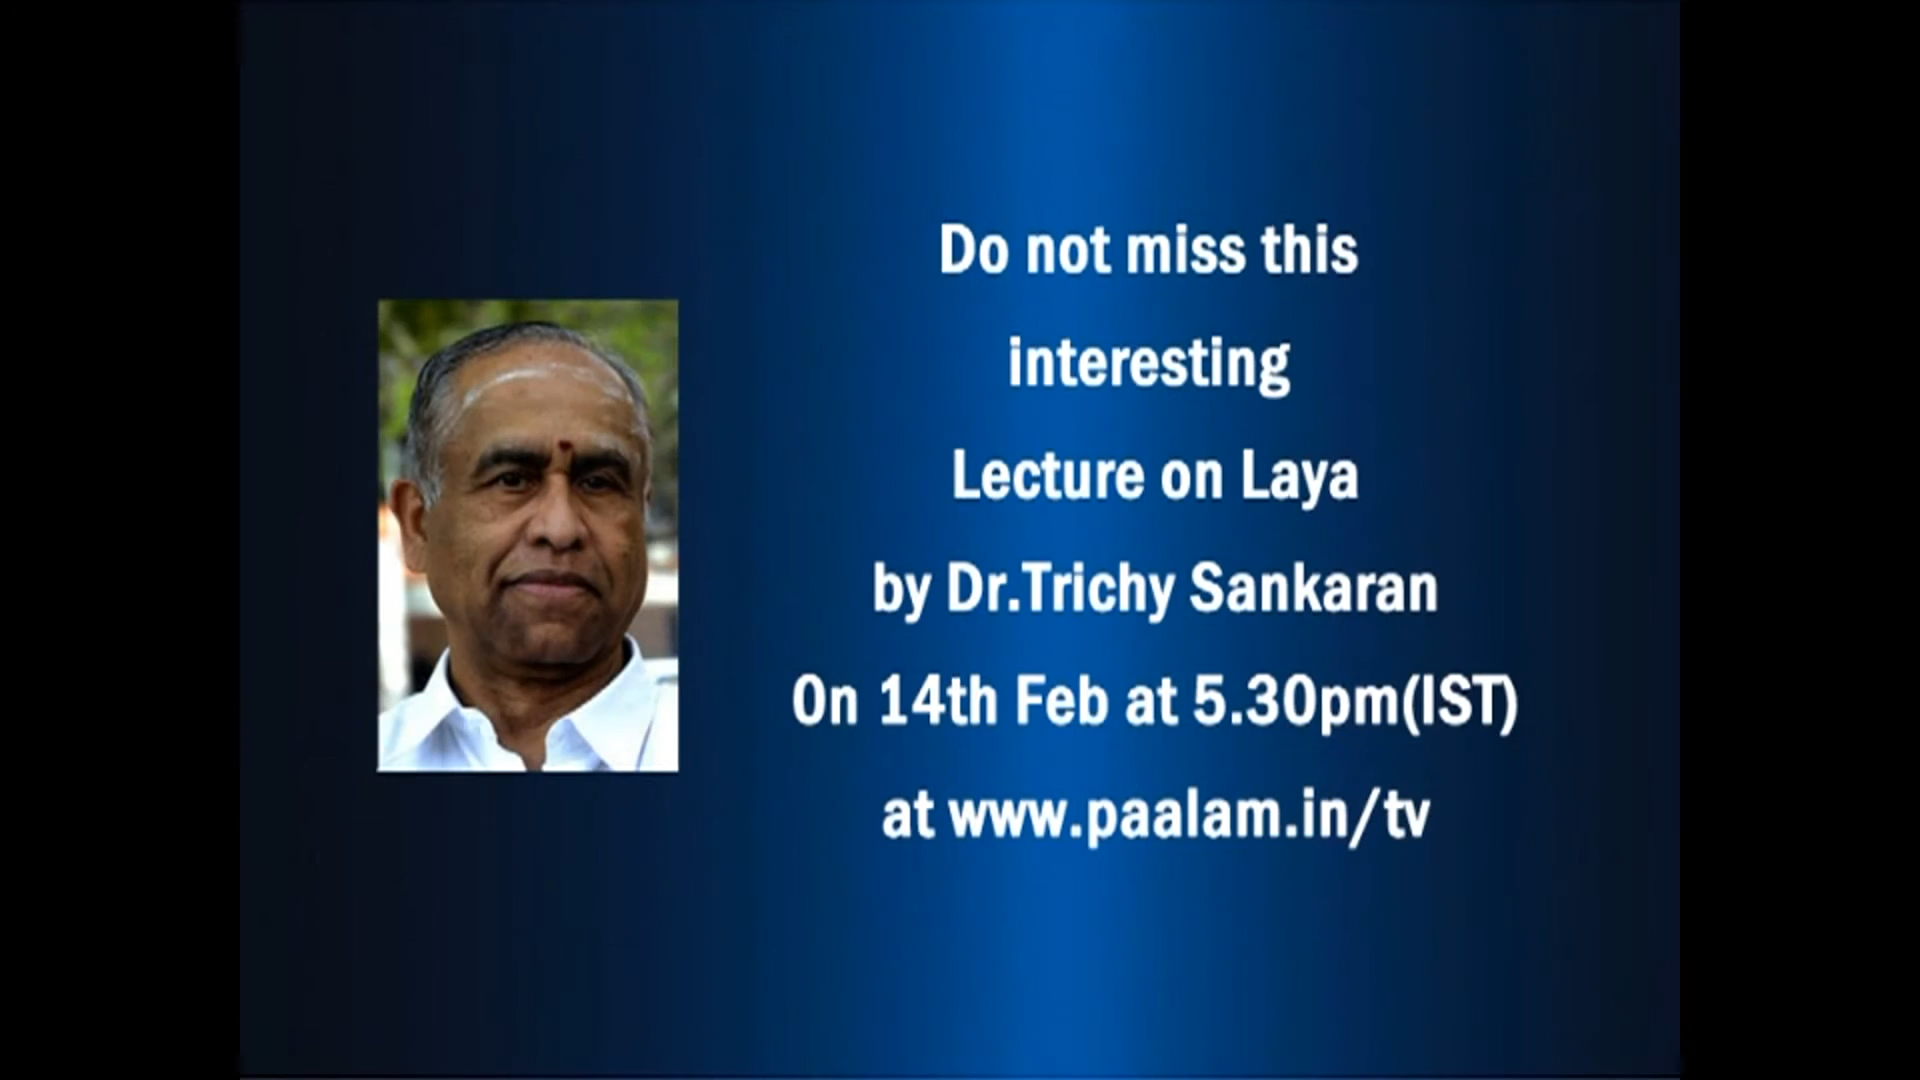 Do not miss this
interesting
Lecture on Laya
by Dr.Trichy Sankaran
On 14th Feb at 5.30pm(IST)
at www.paalam.in/tv